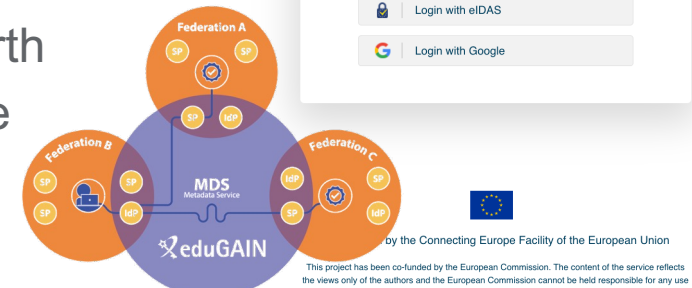 rth
e
Login with eIDAS
Login with Google
Federation A
SP
SP
SP
IdP
Federation B
SP
SP
SP
IdP
MDS
Metadata Service
eduGAIN
Federation C
IdP
SP
SP
IdP
by the Connecting Europe Facility of the European Union
This project has been co-funded by the European Commission. The content of the service reflects
the views only of the authors and the European Commission cannot be held responsible for any use